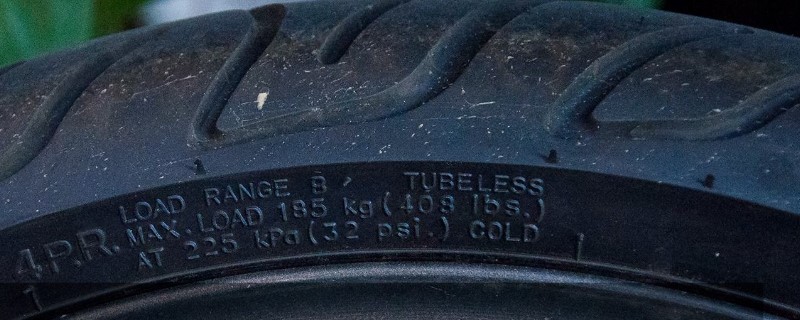 LOAD RANGE B TUBELESS
4P.R. MAX. LOAD 185 kg (408 lbs.)
AT 225 kPa (32 psi.) COLD